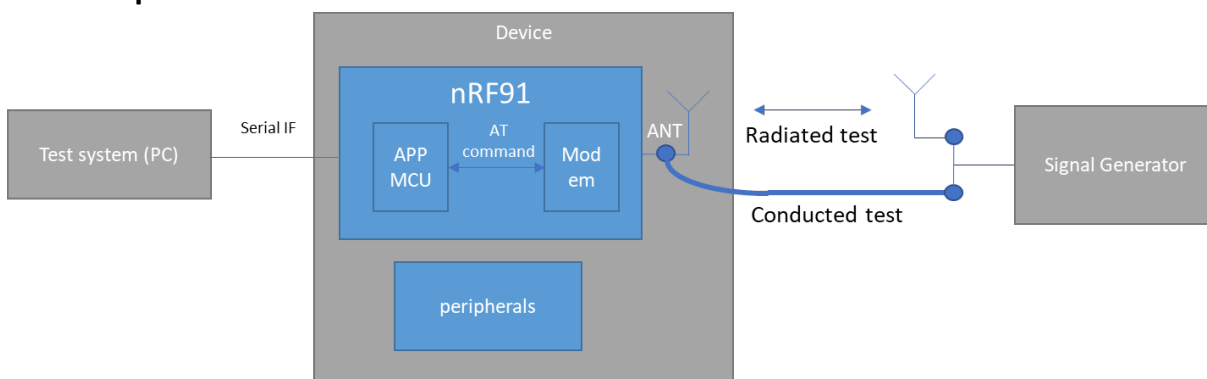 Device
nRF91
Serial IF
AT
command
ANT
Test system (PC)
APP
MCU
Mod
em
Radiated test
Signal Generator
Conducted test
peripherals